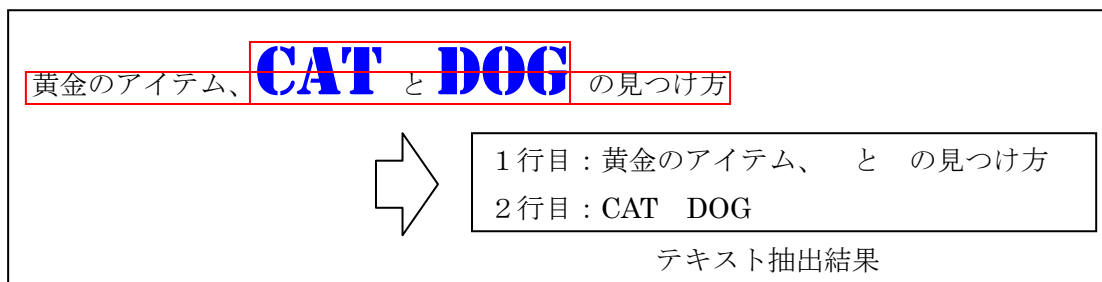 黄金のアイテム、CAT と DOG の見つけ方
1行目：黄金のアイテム、　と　の見つけ方
2行目：CAT　DOG
テキスト抽出結果